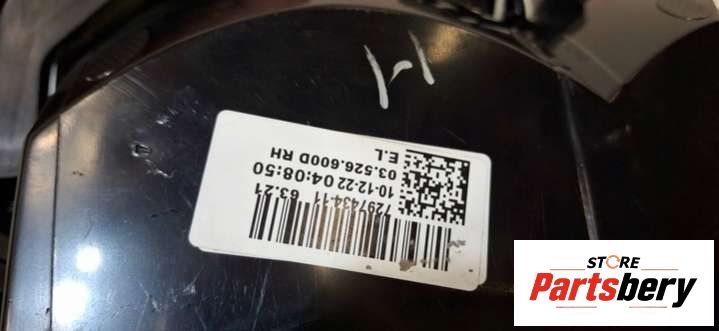 E.L
03.526.600D RH
10-12-22 04:08:50
63.21
7297434-11
STORE
Partsbery